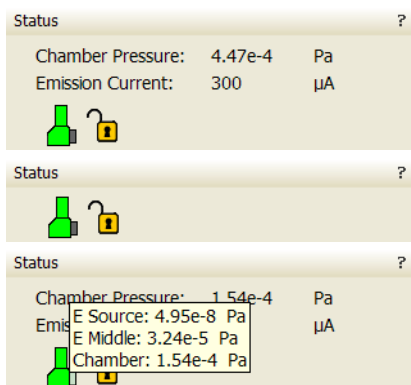 Status ?
Chamber Pressure: 4.47e-4 Pa
Emission Current: 300 µA
Status ?
Status ?
Chamber Pressure: 1.54e-4 Pa
Emis µA
E Source: 4.95e-8 Pa
E Middle: 3.24e-5 Pa
Chamber: 1.54e-4 Pa